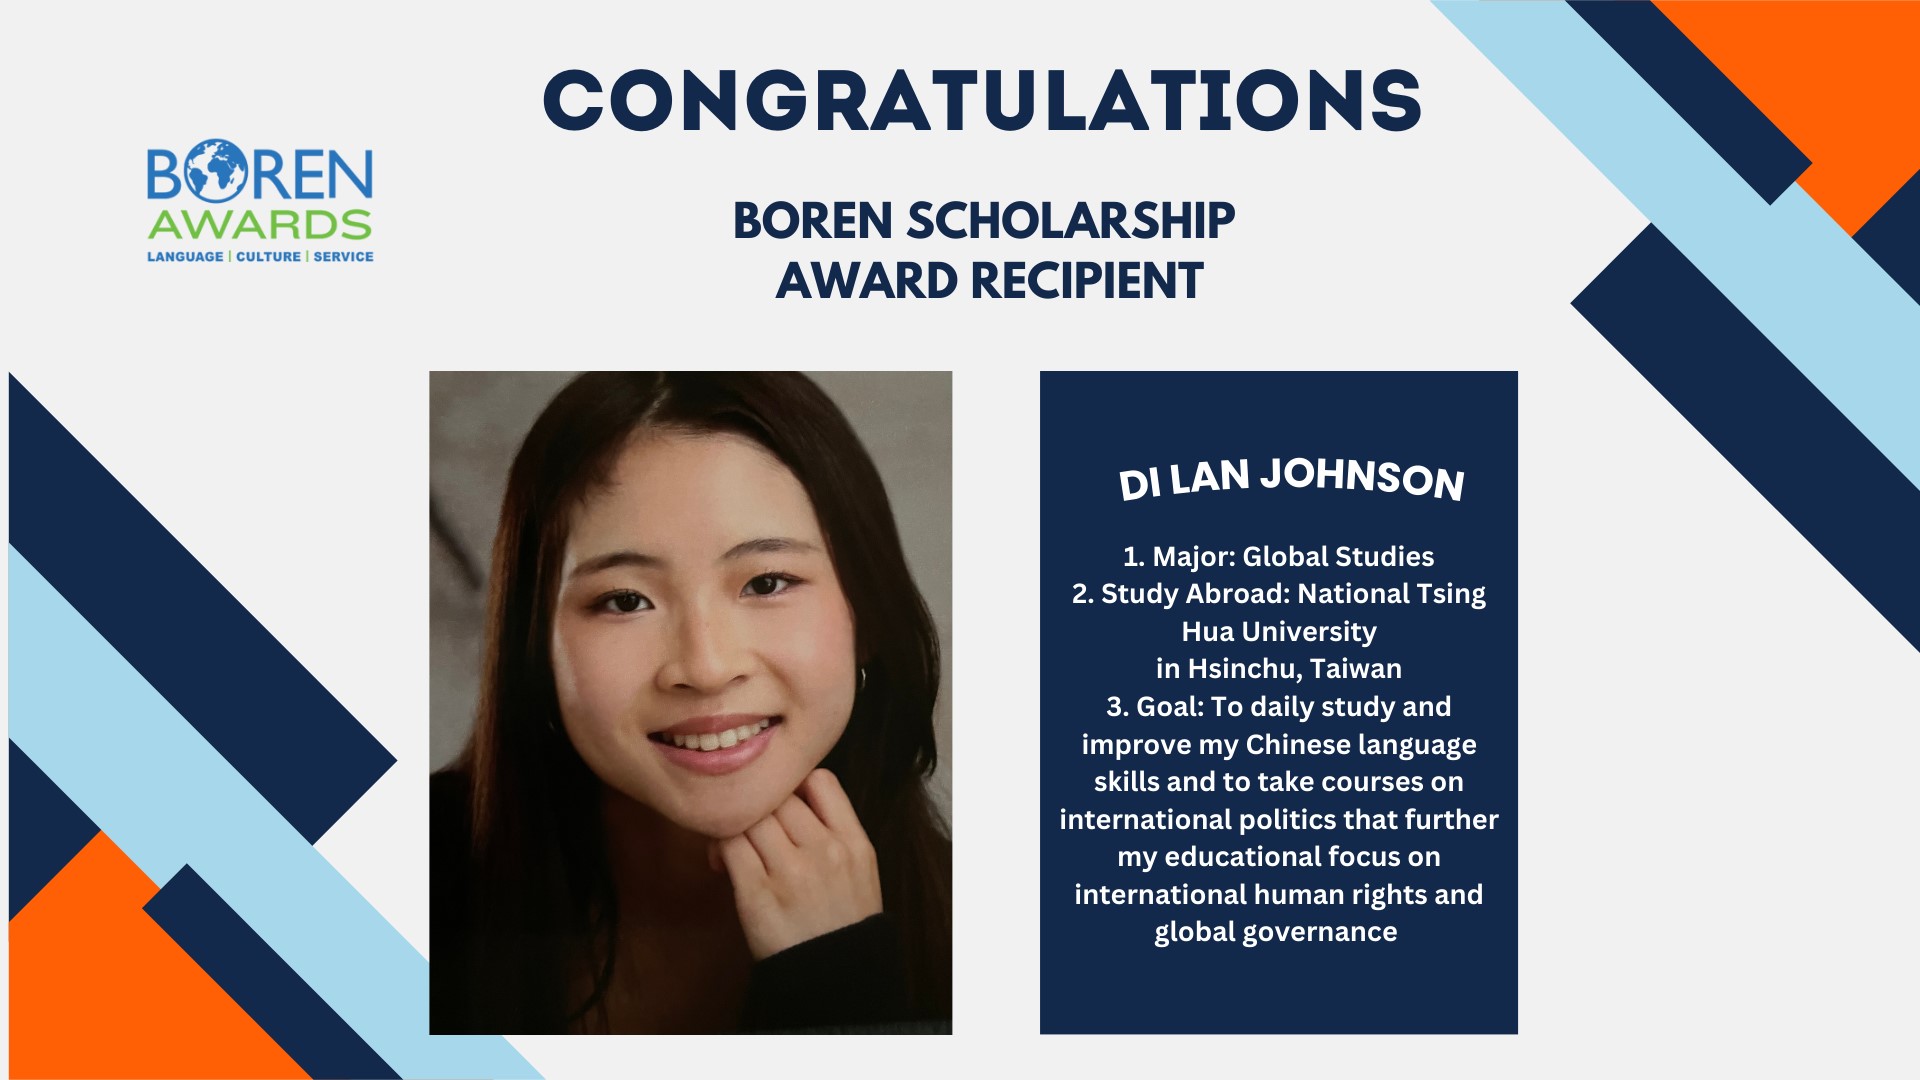 CONGRATULATIONS
BOREN
AWARDS
LANGUAGE | CULTURE | SERVICE
BOREN SCHOLARSHIP
AWARD RECIPIENT
DI LAN JOHNSON
1. Major: Global Studies
2. Study Abroad: National Tsing
Hua University
in Hsinchu, Taiwan
3. Goal: To daily study and
improve my Chinese language
skills and to take courses on
international politics that further
my educational focus on
international human rights and
global governance